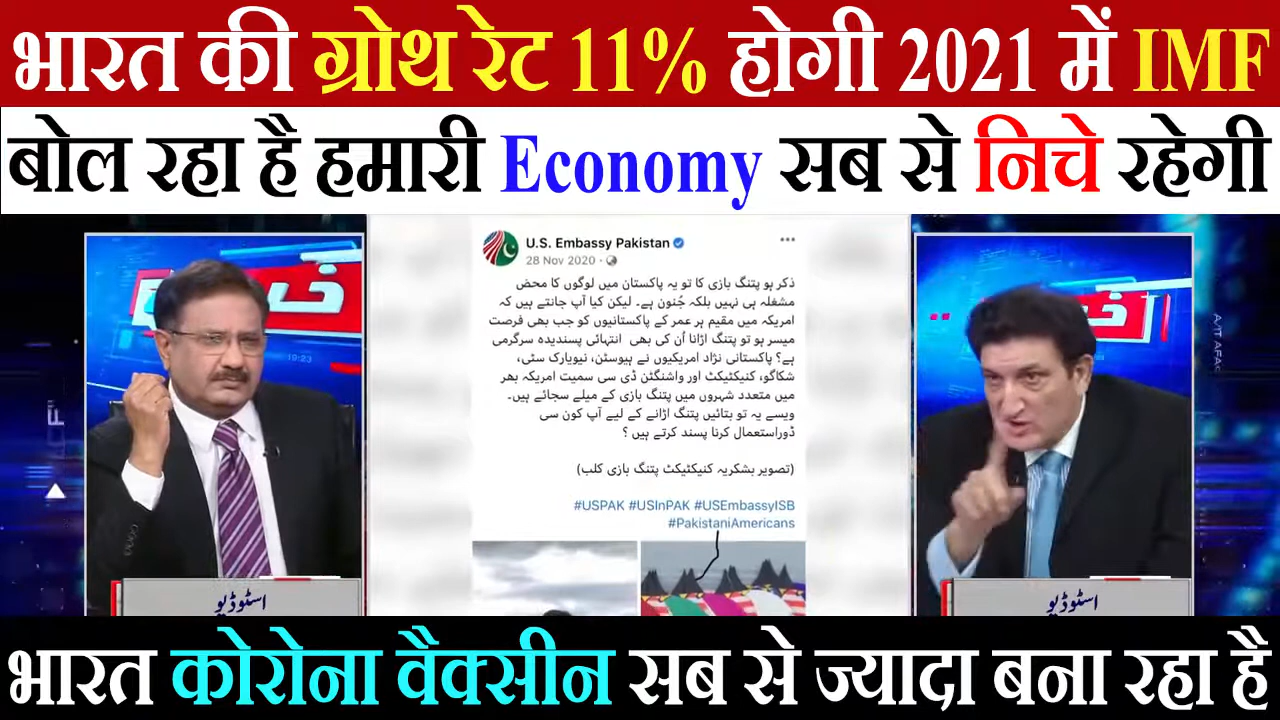 भारत की ग्रोथ रेट 11% होगी 2021 में IMF
बोल रहा है हमारी Economy सब से निचे रहेगी
U.S. Embassy Pakistan
28 Nov 2020
ذکر ہو پتنگ بازی کا تو یہ پاکستان میں لوگوں کا محض
مشغلہ ہی نہیں بلکہ جُنون ہے۔ لیکن کیا آپ جانتے ہیں کہ
امریکہ میں مقیم ہر عمر کے پاکستانیوں کو جب بھی فرصت
میسر ہو تو پتنگ اڑانا اُن کی بھی انتہائی پسندیدہ سرگرمی
ہے؟ پاکستانی نژاد امریکیوں نے ہیوسٹن، نیویارک سٹی،
شکاگو، کنیکٹیکٹ اور واشنگٹن ڈی سی سمیت امریکہ بھر
میں متعدد شہروں میں پتنگ بازی کے میلے سجائے ہیں۔
ویسے یہ تو بتائیں پتنگ اڑانے کے لیے آپ کون سی
ڈوراستعمال کرنا پسند کرتے ہیں ؟
(تصویر بشکریہ کنیکٹیکٹ پتنگ بازی کلب)
#USPAK #USInPAK #USEmbassyISB
#PakistaniAmericans
10:23
اسٹوڈیو
اسٹوڈیو
भारत कोरोना वैक्सीन सब से ज्यादा बना रहा है